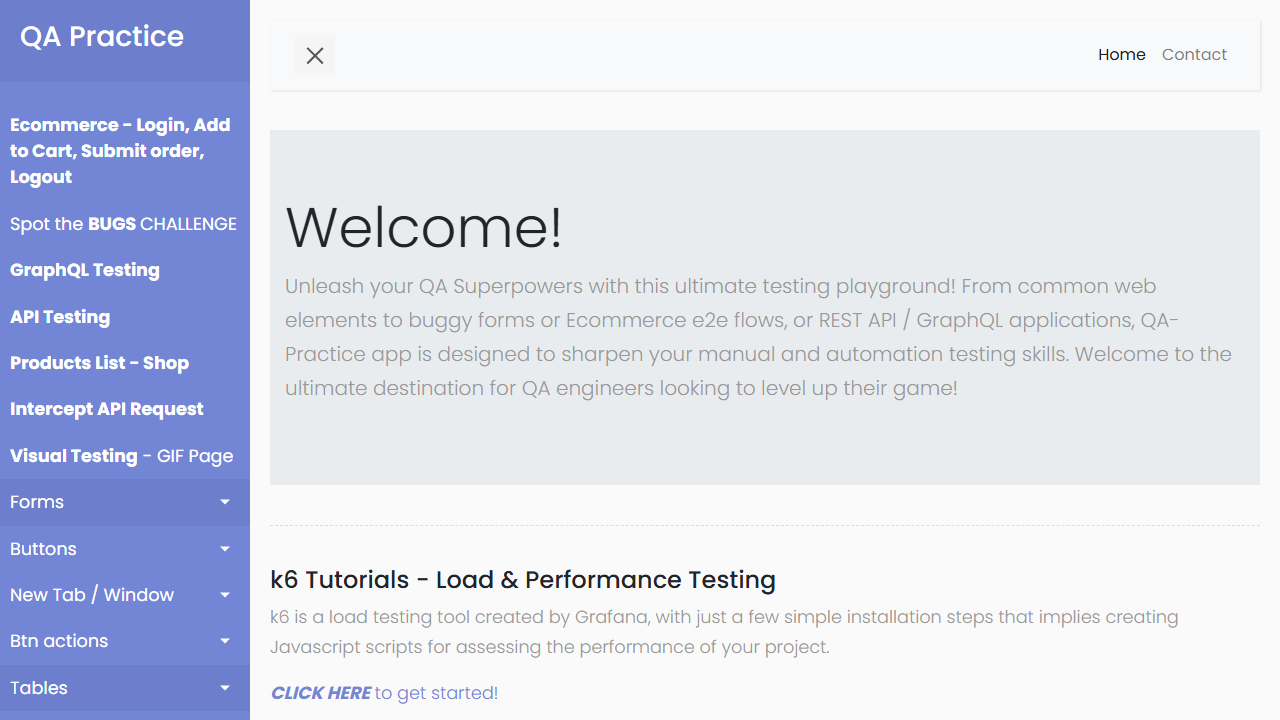 QA Practice
Ecommerce - Login, Add
to Cart, Submit order,
Logout
Spot the BUGS CHALLENGE
GraphQL Testing
API Testing
Products List - Shop
Intercept API Request
Visual Testing - GIF Page
Forms
Buttons
New Tab / Window
Btn actions
Tables
Home
Contact
Welcome!
Unleash your QA Superpowers with this ultimate testing playground! From common web
elements to buggy forms or Ecommerce e2e flows, or REST API / GraphQL applications, QA-
Practice app is designed to sharpen your manual and automation testing skills. Welcome to the
ultimate destination for QA engineers looking to level up their game!
k6 Tutorials - Load & Performance Testing
k6 is a load testing tool created by Grafana, with just a few simple installation steps that implies creating
Javascript scripts for assessing the performance of your project.
CLICK HERE to get started!